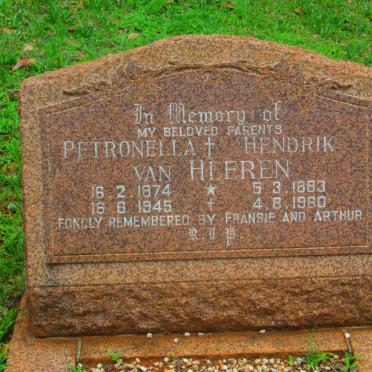 In Memory of
MY BELOVED PARENTS
PETRONELLA † HENDRIK
VAN HEEREN
16.2.1874 ★ 5.3.1883
16.6.1945 † 4.8.1980
FONDLY REMEMBERED BY FRANSIE AND ARTHUR
R.I.P